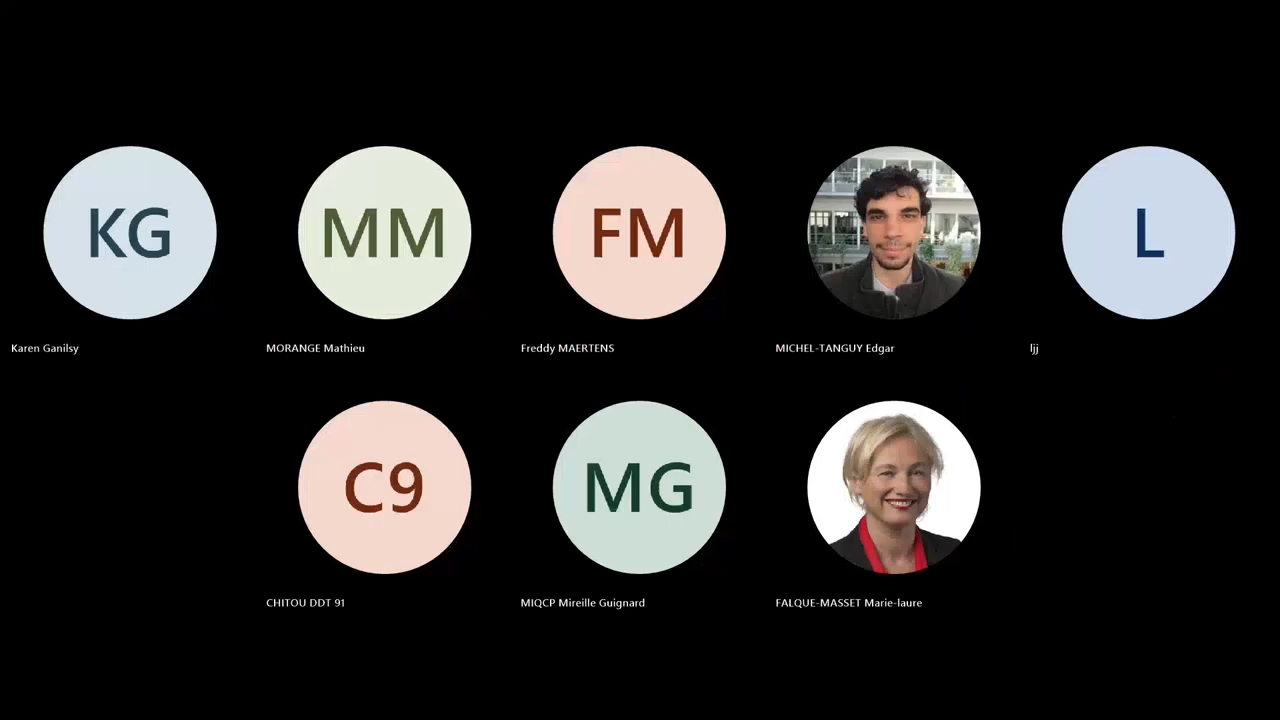 KG
MM
FM
L
Karen Ganilsy
MORANGE Mathieu
Freddy MAERTENS
MICHEL-TANGUY Edgar
ljj
C9
MG
CHITOU DDT 91
MIQCP Mireille Guignard
FALQUE-MASSET Marie-laure